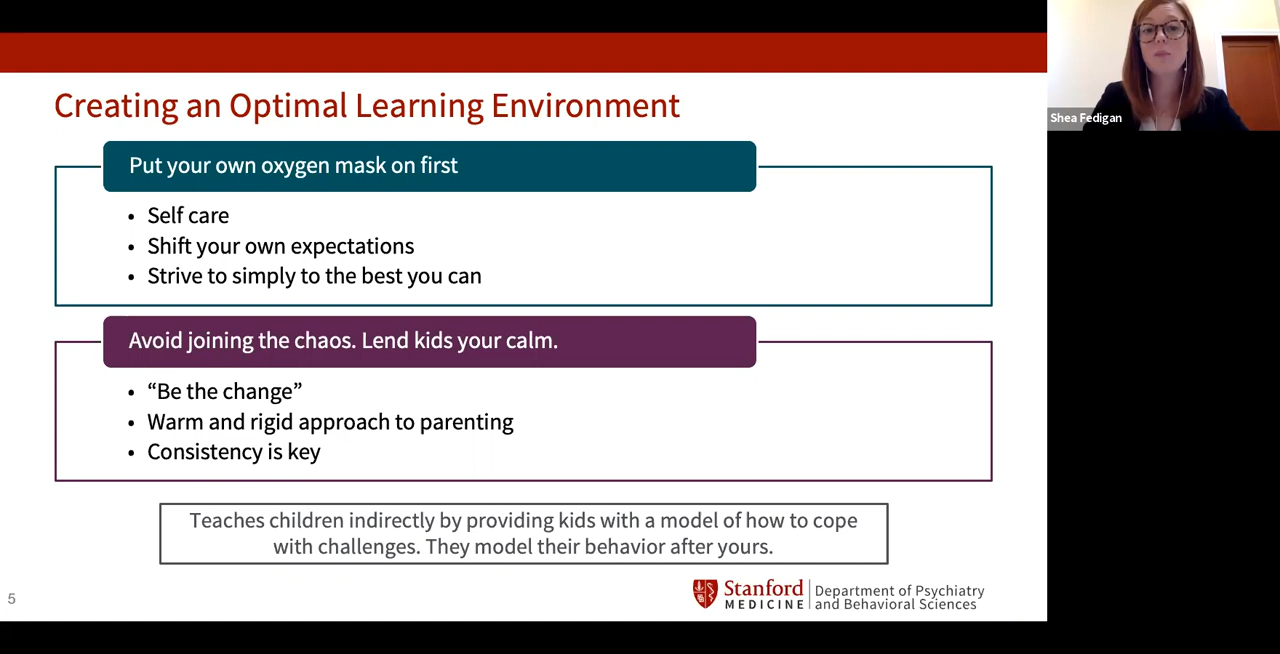 Creating an Optimal Learning Environment
Put your own oxygen mask on first
• Self care
• Shift your own expectations
• Strive to simply to the best you can
Avoid joining the chaos. Lend kids your calm.
• “Be the change”
• Warm and rigid approach to parenting
• Consistency is key
Teaches children indirectly by providing kids with a model of how to cope
with challenges. They model their behavior after yours.
5
Stanford
MEDICINE
Department of Psychiatry
and Behavioral Sciences
Shea Fedigan